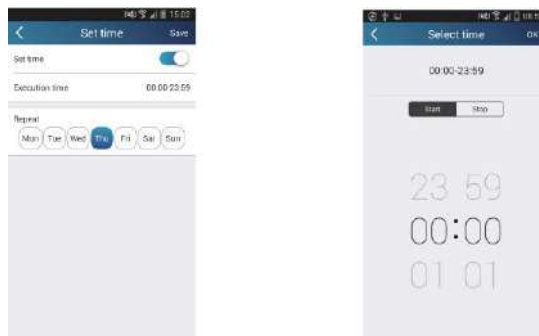 15:02
Set time
Save
Set time
Execution time
00:00-23:59
Repeat
Mon Tue Wed Thu Fri Sat Sun
Select time
OK
00:00-23:59
Start Stop
23 59
00:00
01 01